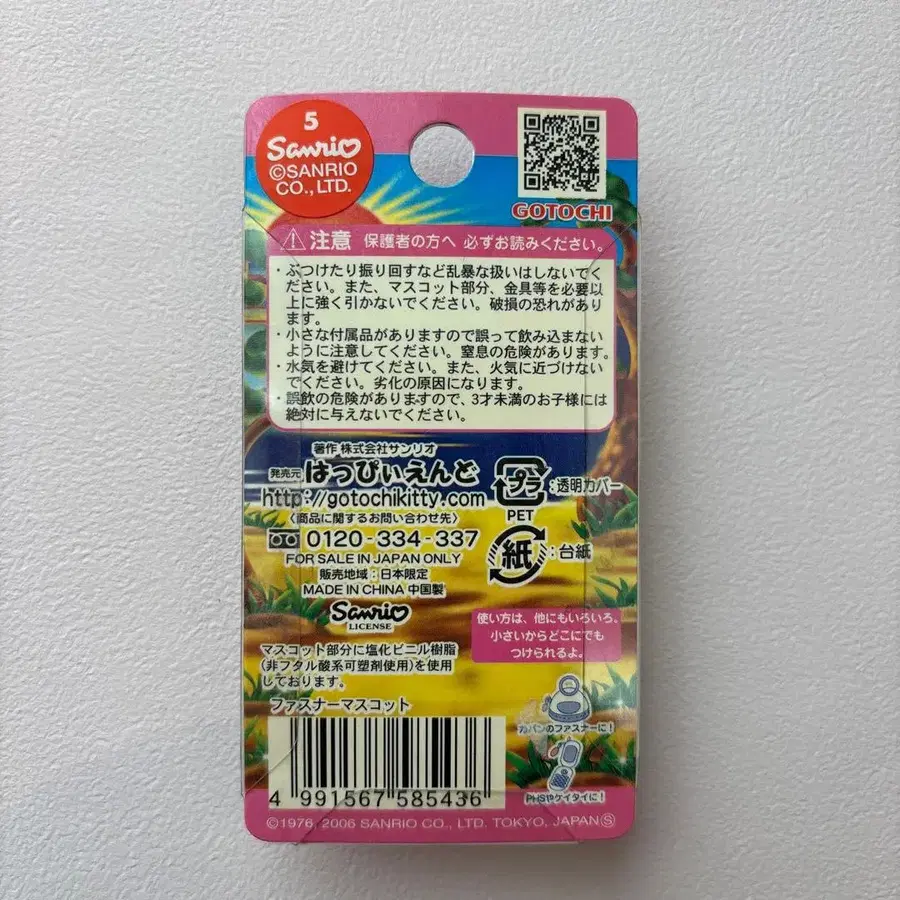 5
Sanrio
©SANRIO
CO., LTD.
GOTOCHI
注意 保護者の方へ 必ずお読みください。
・ぶつけたり振り回すなど乱暴な扱いはしないでく
ださい。また、マスコット部分、金具等を必要以
上に強く引かないでください。破損の恐れがあり
ます。
・小さな付属品がありますので誤って飲み込まない
ように注意してください。窒息の危険があります。
・水気を避けてください。また、火気に近づけない
でください。劣化の原因になります。
・誤飲の危険がありますので、3才未満のお子様には
絶対に与えないでください。
著作 株式会社サンリオ
発売元 はっぴぃえんど
http://gotochikitty.com
〈商品に関するお問い合わせ先〉
0120-334-337
FOR SALE IN JAPAN ONLY
販売地域：日本限定
MADE IN CHINA 中国製
Sanrio
LICENSE
プラ :透明カバー
PET
紙 :台紙
使い方は、他にもいろいろ。
小さいからどこにでも
つけられるよ。
マスコット部分に塩化ビニル樹脂
(非フタル酸系可塑剤使用)を使用
しております。
ファスナーマスコット
カバンのファスナーに!
PHSやケイタイに!
4 991567 585436
©1976, 2006 SANRIO CO., LTD. TOKYO, JAPAN Ⓢ